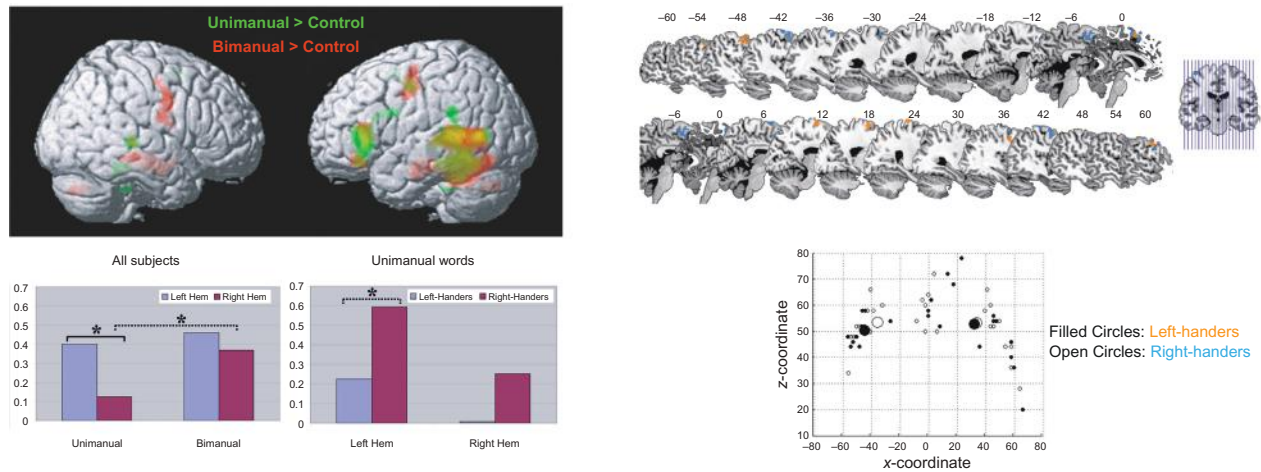 Unimanual > Control
Bimanual > Control
All subjects
0.7
0.6
0.5
0.4
0.3
0.2
0.1
0
Left Hem Right Hem
*
*
Unimanual Bimanual
Unimanual words
0.7
0.6
0.5
0.4
0.3
0.2
0.1
0
Left-Handers Right-Handers
*
Left Hem Right Hem
−60 −54 −48 −42 −36 −30 −24 −18 −12 −6 0
−6 0 6 12 18 24 30 36 42 48 54 60
80
70
60
50
40
30
20
10
z-coordinate
−80 −60 −40 −20 0 20 40 60 80
x-coordinate
Filled Circles: Left-handers
Open Circles: Right-handers